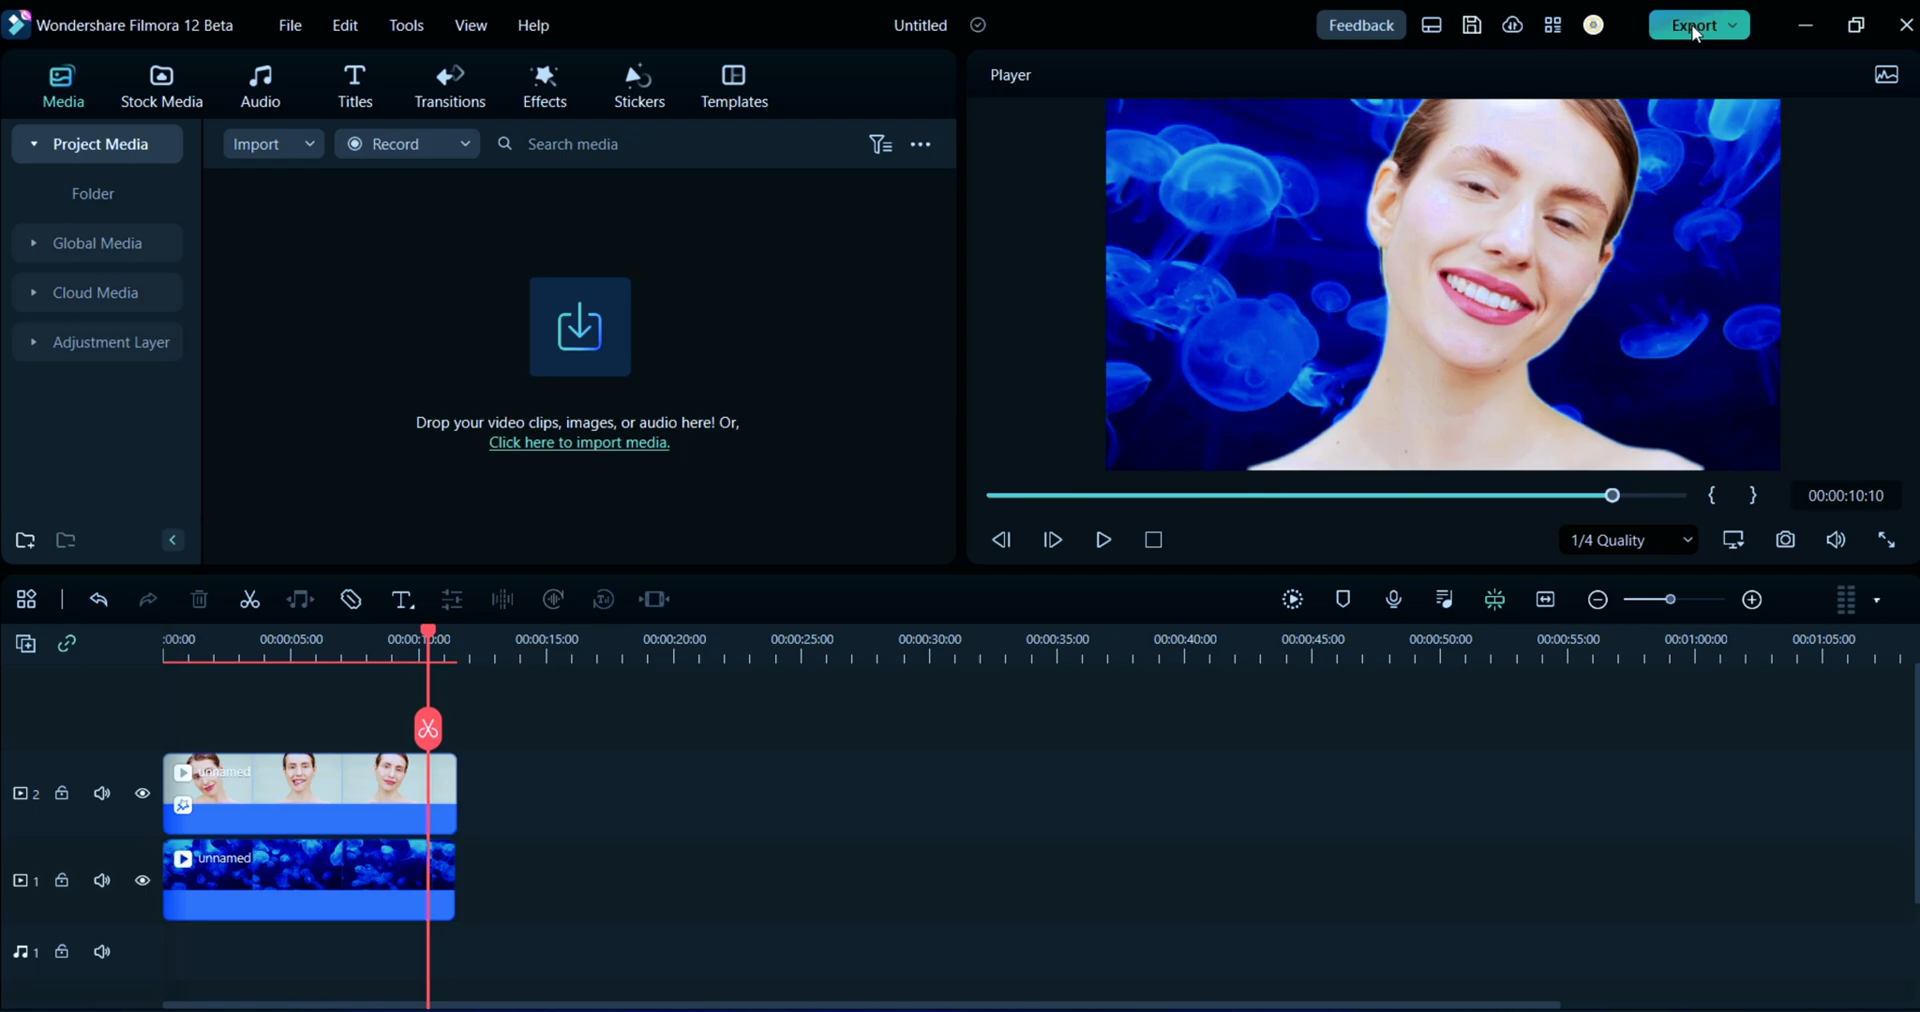 Wondershare Filmora 12 Beta File Edit Tools View Help Untitled Feedback Export
Media Stock Media Audio Titles Transitions Effects Stickers Templates
Player
Project Media
Import Record Search media
Folder
Global Media
Cloud Media
Adjustment Layer
Drop your video clips, images, or audio here! Or,
Click here to import media.
00:00:10:10
1/4 Quality
:00:00 00:00:05:00 00:00:10:00 00:00:15:00 00:00:20:00 00:00:25:00 00:00:30:00 00:00:35:00 00:00:40:00 00:00:45:00 00:00:50:00 00:00:55:00 00:01:00:00 00:01:05:00
unnamed
2
unnamed
1
1